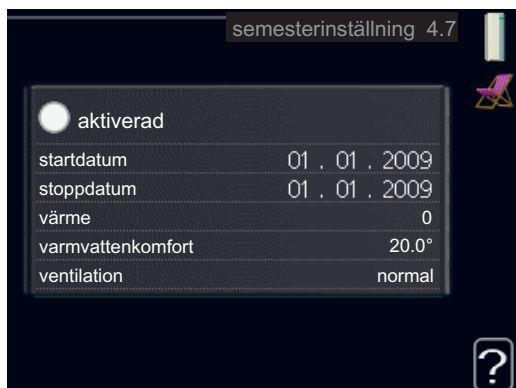 semesterinställning 4.7
aktiverad
startdatum 01 . 01 . 2009
stoppdatum 01 . 01 . 2009
värme 0
varmvattenkomfort 20.0°
ventilation normal
?